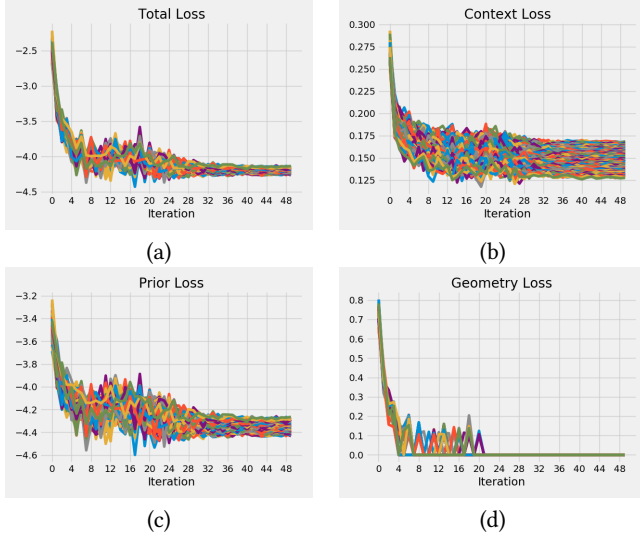 Total Loss
−2.5
−3.0
−3.5
−4.0
−4.5
0 4 8 12 16 20 24 28 32 36 40 44 48
Iteration
(a)
Context Loss
0.300
0.275
0.250
0.225
0.200
0.175
0.150
0.125
0 4 8 12 16 20 24 28 32 36 40 44 48
Iteration
(b)
Prior Loss
−3.2
−3.4
−3.6
−3.8
−4.0
−4.2
−4.4
−4.6
0 4 8 12 16 20 24 28 32 36 40 44 48
Iteration
(c)
Geometry Loss
0.8
0.7
0.6
0.5
0.4
0.3
0.2
0.1
0.0
0 4 8 12 16 20 24 28 32 36 40 44 48
Iteration
(d)